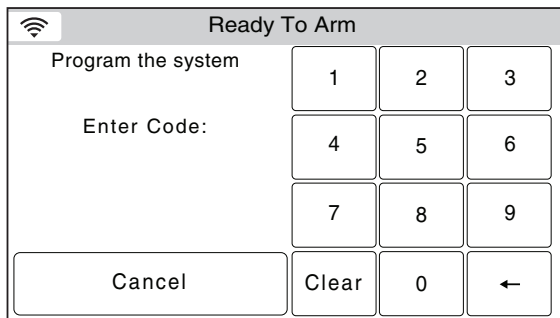 Ready To Arm
Program the system
1 2 3
Enter Code:
4 5 6
7 8 9
Cancel Clear 0 ←